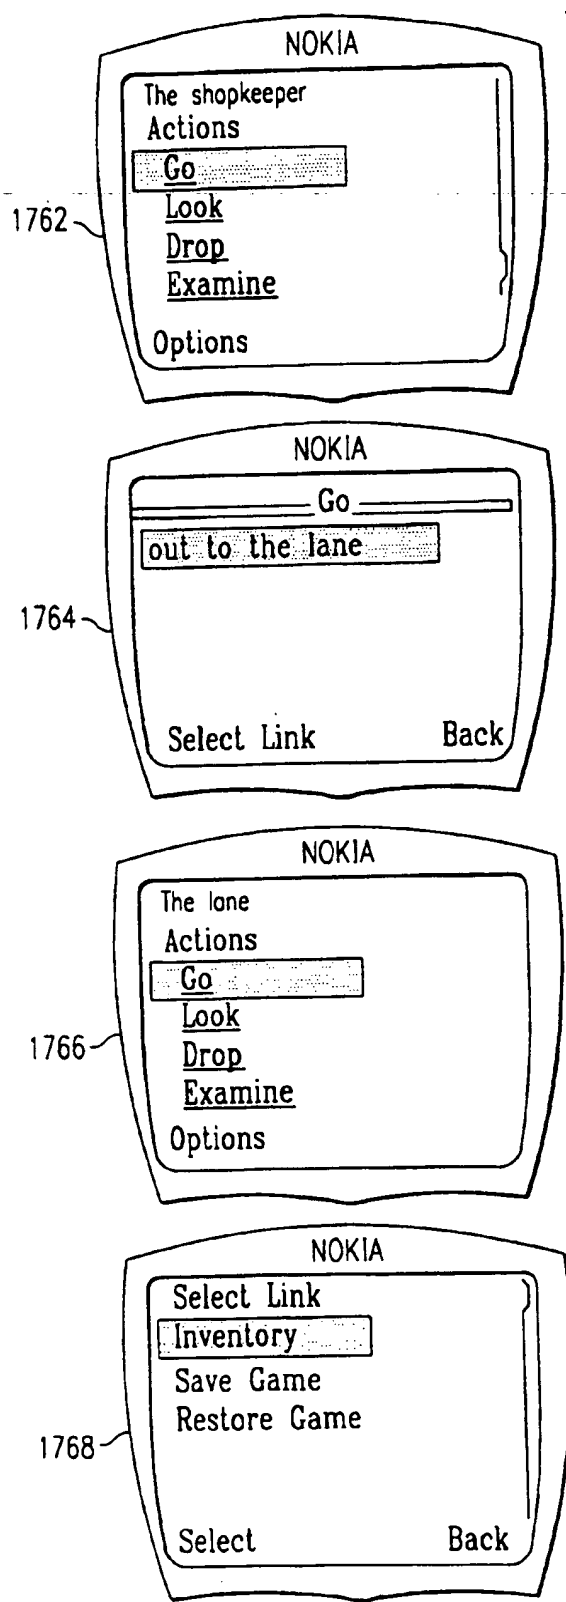 NOKIA
The shopkeeper
Actions
Go
Look
1762
Drop
Examine
Options
NOKIA
Go
out to the lane
1764
Select Link Back
NOKIA
The lane
Actions
Go
Look
1766
Drop
Examine
Options
NOKIA
Select Link
Inventory
Save Game
Restore Game
1768
Select Back